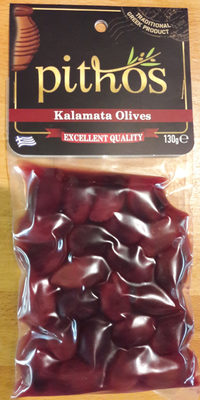 TRADITIONAL
GREEK PRODUCT
pithos
Kalamata Olives
EXCELLENT QUALITY
130g℮